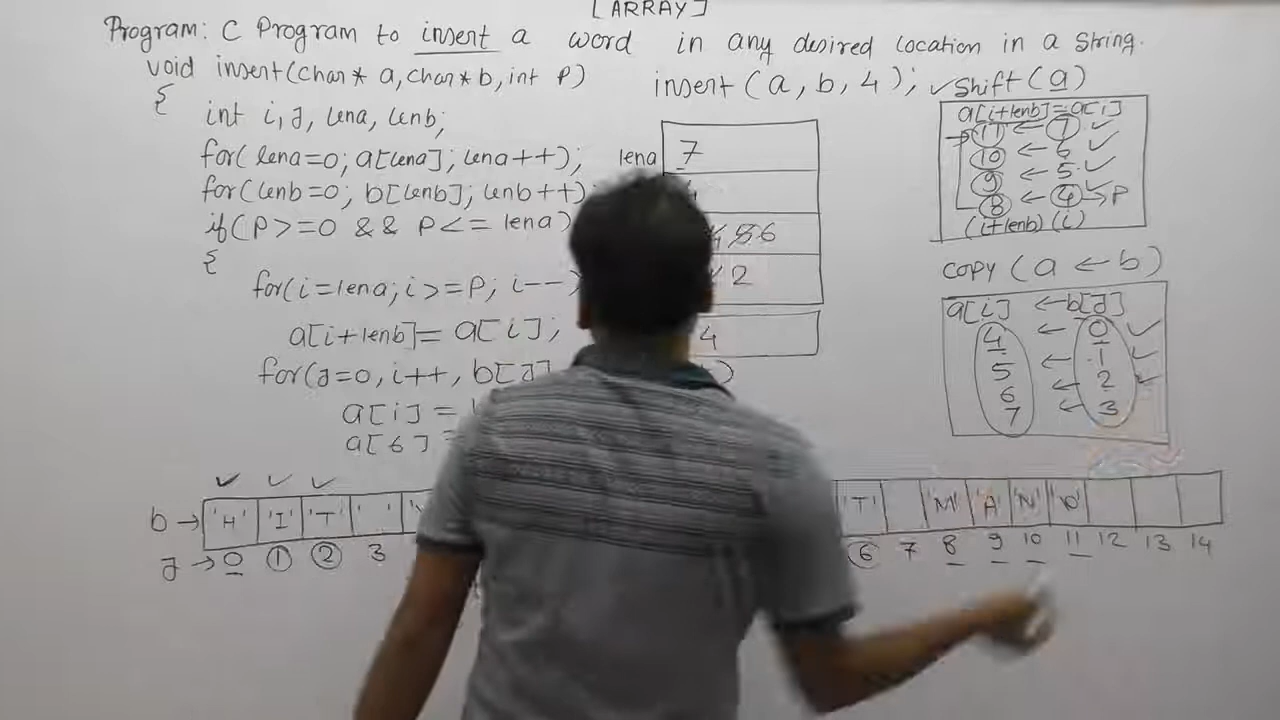 [ARRAY]
Program: C Program to insert a word in any desired location in a string.
void insert(char* a, char* b, int P)
{
int i, J, lena, lenb;
for( lena=0; a[lena]; lena++);
for( lenb=0; b[lenb]; lenb++);
if( P>=0 && P<= lena)
{
for(i=lena; i>=P; i--)
a[i+lenb]= a[i];
for(J=0, i++, b[J]
a[i] =
a[6] =
insert (a, b, 4);
lena 7
6
2
4
✓ Shift (a)
a[i+lenb]=a[i]
11 ← 7 ✓
10 ← 6 ✓
9 ← 5 ✓
8 ← 4 → P
(i+lenb) (i)
copy (a ← b)
a[i] ← b[J]
4 ← 0 ✓
5 ← 1 ✓
6 ← 2 ✓
7 ← 3
✓ ✓ ✓
b → 'H' 'I' 'T' ' '
J → 0 1 2 3
'T' 'M' 'A' 'N' '\0'
6 7 8 9 10 11 12 13 14